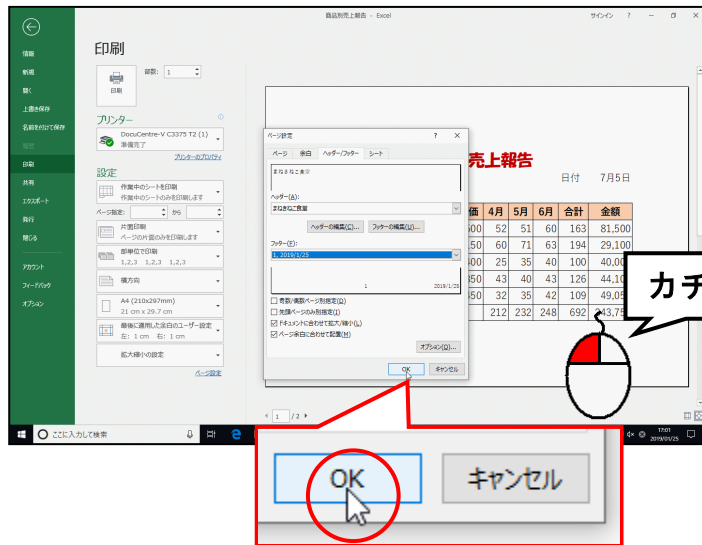 商品別売上報告 - Excel
サインイン ?
情報
新規
開く
上書き保存
名前を付けて保存
履歴
印刷
共有
エクスポート
発行
閉じる
アカウント
フィードバック
オプション
印刷
部数: 1
印刷
プリンター
DocuCentre-V C3375 T2 (1)
準備完了
プリンターのプロパティ
設定
作業中のシートを印刷
作業中のシートのみを印刷します
ページ指定: から
片面印刷
ページの片面のみを印刷します
部単位で印刷
1,2,3 1,2,3 1,2,3
横方向
A4 (210x297mm)
21 cm x 29.7 cm
最後に適用した余白のユーザー設定
左: 1 cm 右: 1 cm
拡大縮小の設定
ページ設定
ページ設定 ?
ページ 余白 ヘッダー/フッター シート
まねきねこ食堂
ヘッダー(A):
まねきねこ食堂
ヘッダーの編集(C)... フッターの編集(U)...
フッター(F):
1, 2019/1/25
1 2019/1/25
奇数/偶数ページ別指定(D)
先頭ページのみ別指定(I)
ドキュメントに合わせて拡大/縮小(L)
ページ余白に合わせて配置(M)
オプション(O)...
OK キャンセル
売上報告
日付 7月5日
価 4月 5月 6月 合計 金額
500 52 51 60 163 81,500
150 60 71 63 194 29,100
400 25 35 40 100 40,00
350 43 40 43 126 44,10
450 32 35 42 109 49,05
212 232 248 692 243,75
カチ
1 /2
ここに入力して検索
17:01
2019/01/25
OK キャンセル